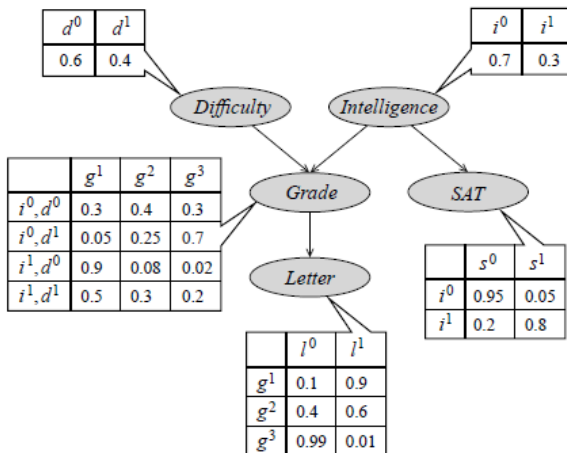 d⁰ d¹
0.6 0.4
i⁰ i¹
0.7 0.3
Difficulty
Intelligence
g¹ g² g³
i⁰,d⁰ 0.3 0.4 0.3
i⁰,d¹ 0.05 0.25 0.7
i¹,d⁰ 0.9 0.08 0.02
i¹,d¹ 0.5 0.3 0.2
Grade
SAT
s⁰ s¹
i⁰ 0.95 0.05
i¹ 0.2 0.8
Letter
l⁰ l¹
g¹ 0.1 0.9
g² 0.4 0.6
g³ 0.99 0.01